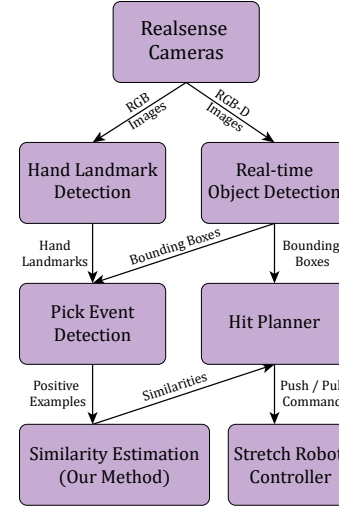 Realsense
Cameras
RGB
Images
RGB-D
Images
Hand Landmark
Detection
Real-time
Object Detection
Hand
Landmarks
Bounding Boxes
Bounding
Boxes
Pick Event
Detection
Hit Planner
Positive
Examples
Similarities
Push / Pul
Command
Similarity Estimation
(Our Method)
Stretch Robot
Controller